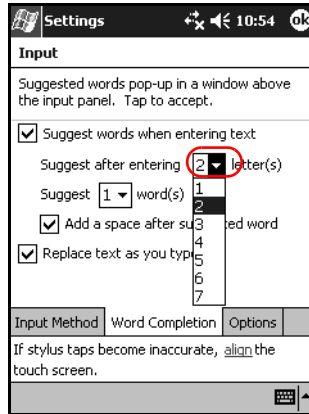 Settings 10:54 ok
Input
Suggested words pop-up in a window above
the input panel. Tap to accept.
Suggest words when entering text
Suggest after entering 2 letter(s)
Suggest 1 word(s)
1
2
3
4
5
6
7
Add a space after su ted word
Replace text as you typ
Input Method Word Completion Options
If stylus taps become inaccurate, align the
touch screen.